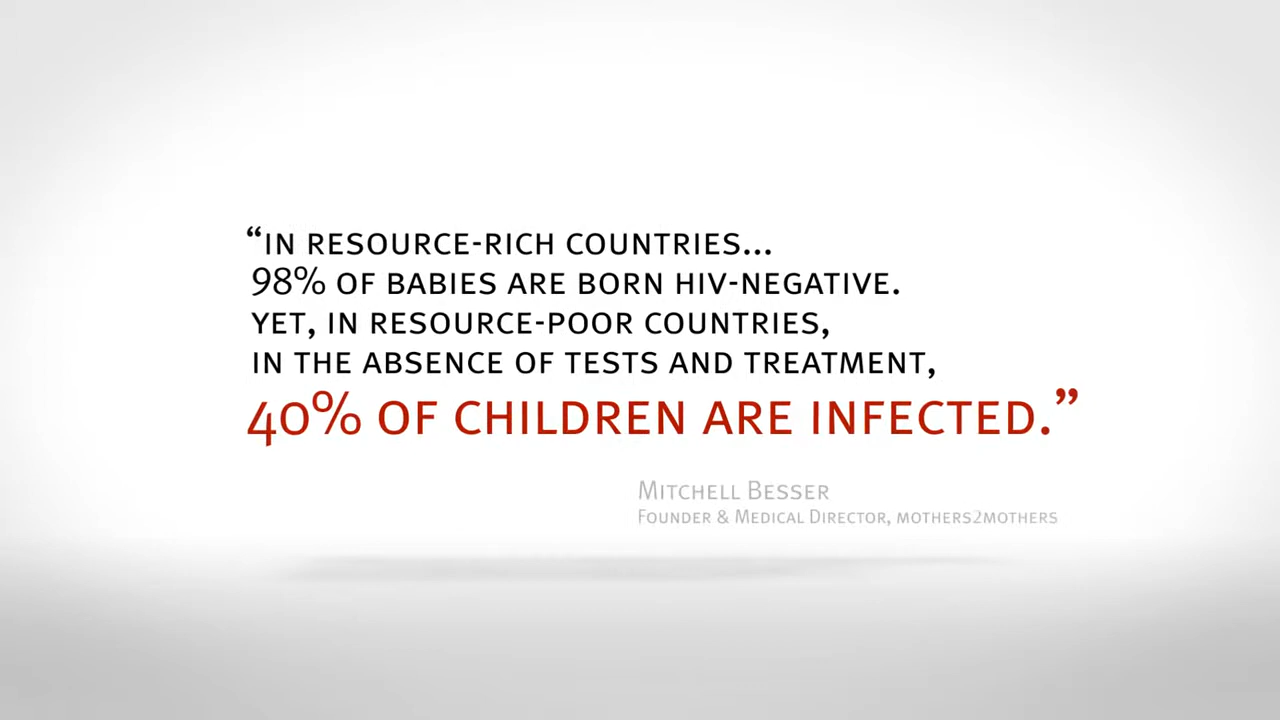 “IN RESOURCE-RICH COUNTRIES...
98% OF BABIES ARE BORN HIV-NEGATIVE.
YET, IN RESOURCE-POOR COUNTRIES,
IN THE ABSENCE OF TESTS AND TREATMENT,
40% OF CHILDREN ARE INFECTED.”
MITCHELL BESSER
FOUNDER & MEDICAL DIRECTOR, MOTHERS2MOTHERS